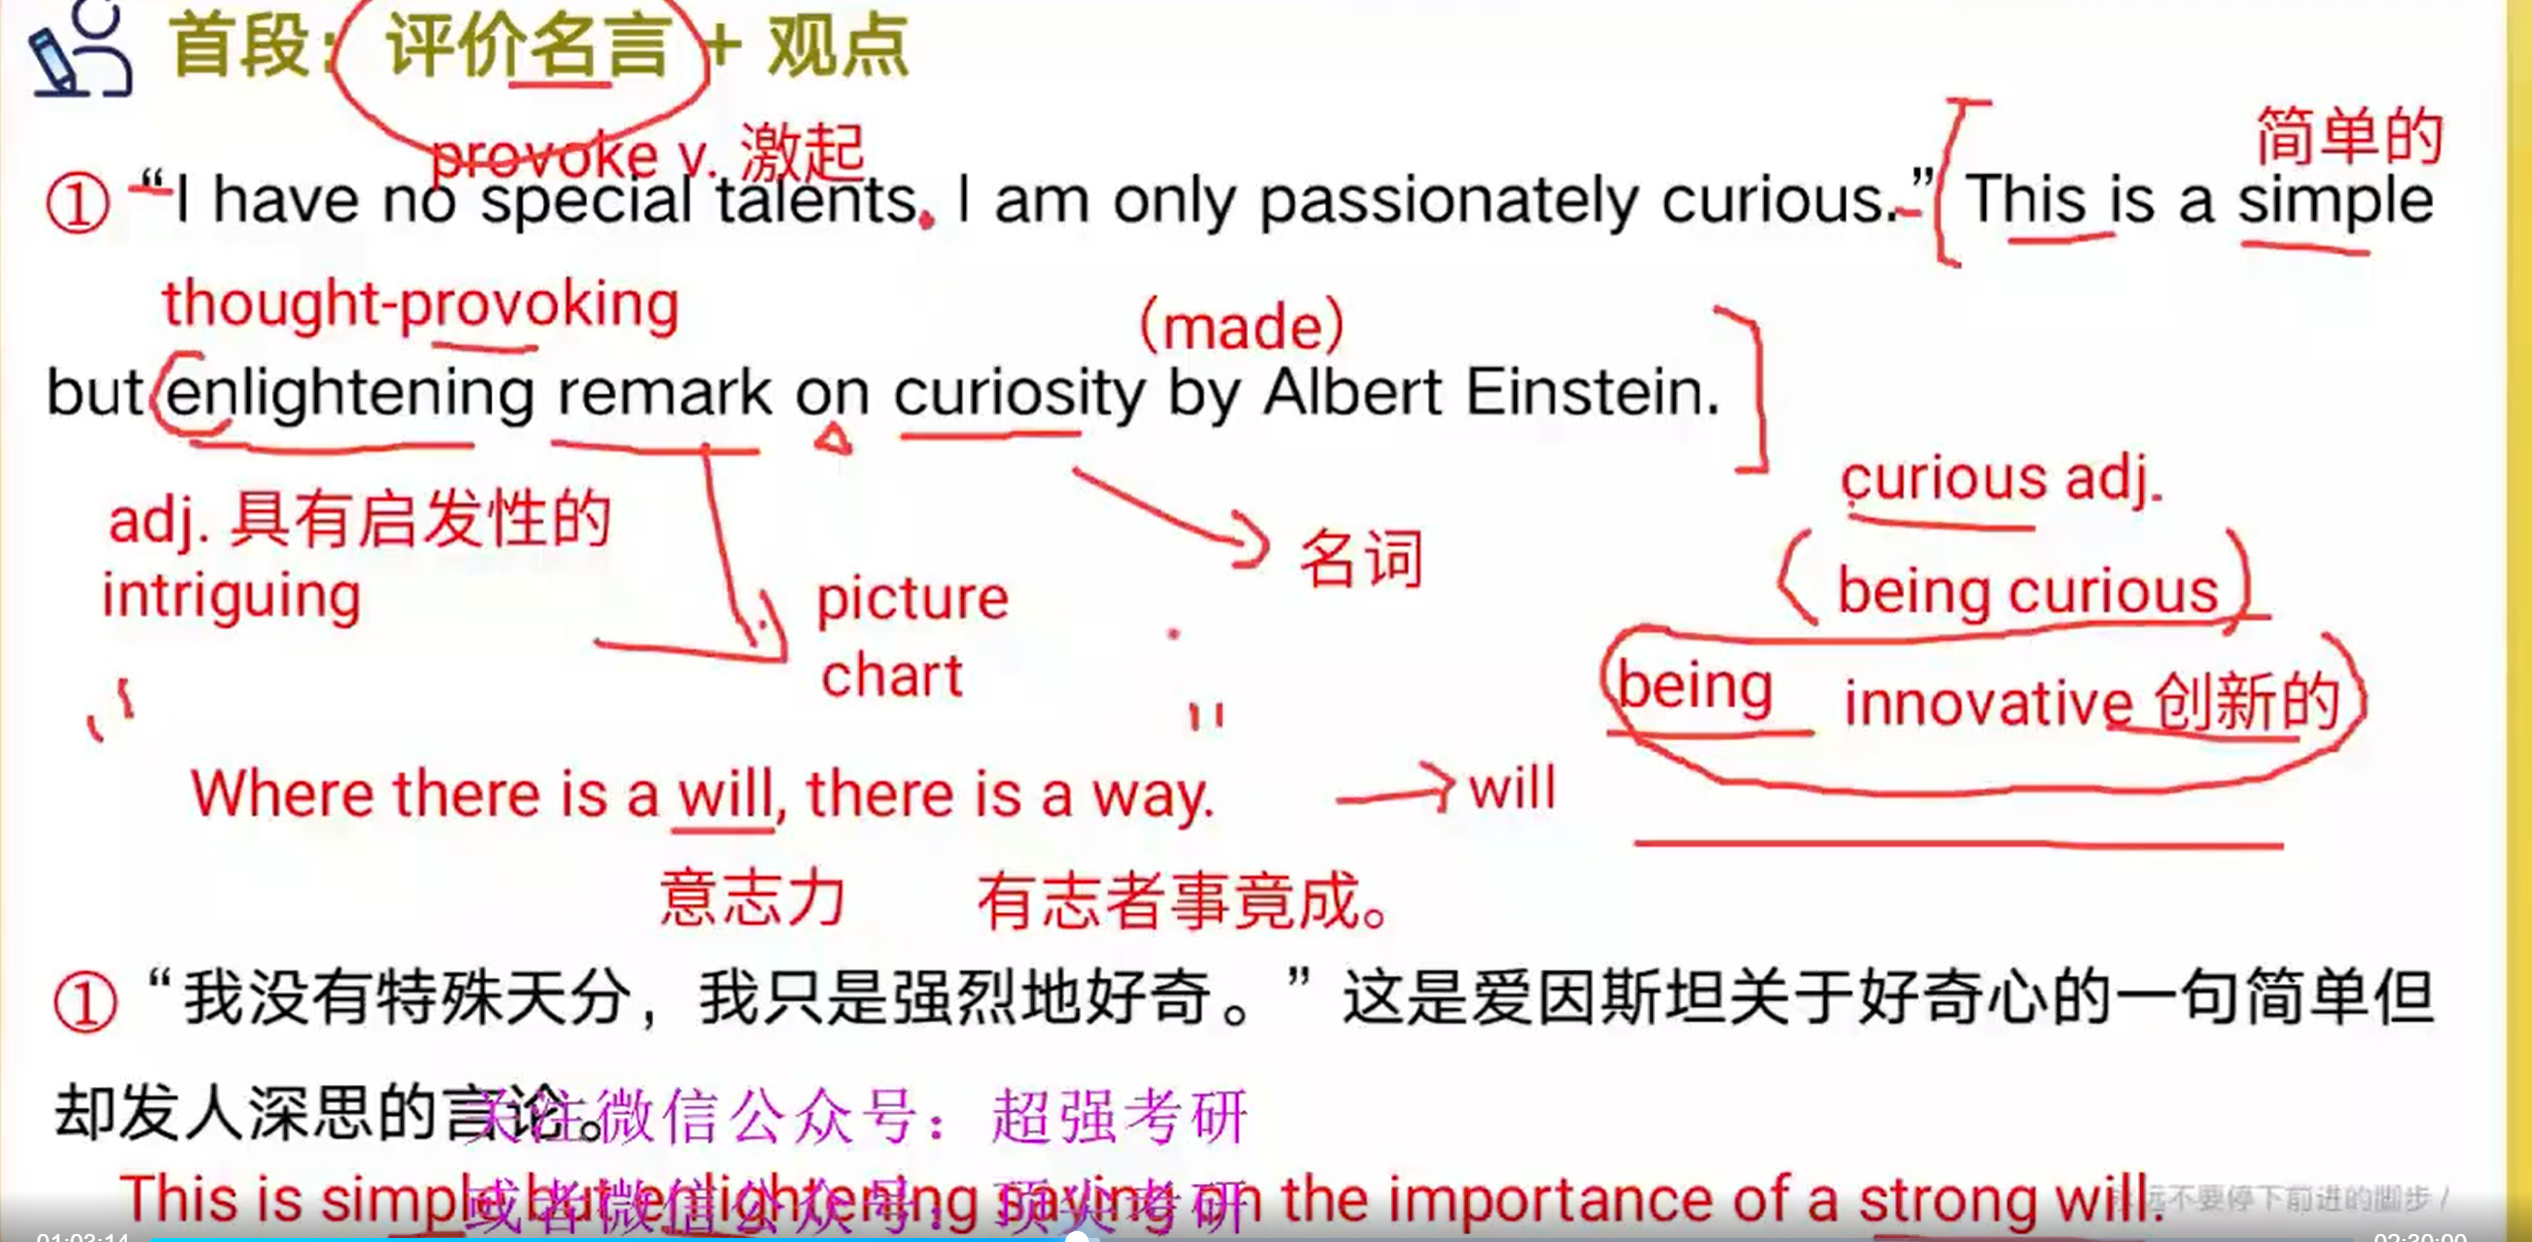 首段：评价名言 + 观点
provoke v. 激起
简单的
① “I have no special talents. I am only passionately curious.” This is a simple
thought-provoking
（made）
but enlightening remark on curiosity by Albert Einstein.
adj. 具有启发性的
intriguing
picture
chart
名词
curious adj.
being curious
being innovative 创新的
Where there is a will, there is a way.
will
意志力 有志者事竟成。
① “我没有特殊天分，我只是强烈地好奇。” 这是爱因斯坦关于好奇心的一句简单但
却发人深思的言论。
关注微信公众号：超强考研
This is simple but enlightening saying on the importance of a strong will.
或者微信公众号：顶尖考研
远不要停下前进的脚步 /
01:03:14
02:30:00